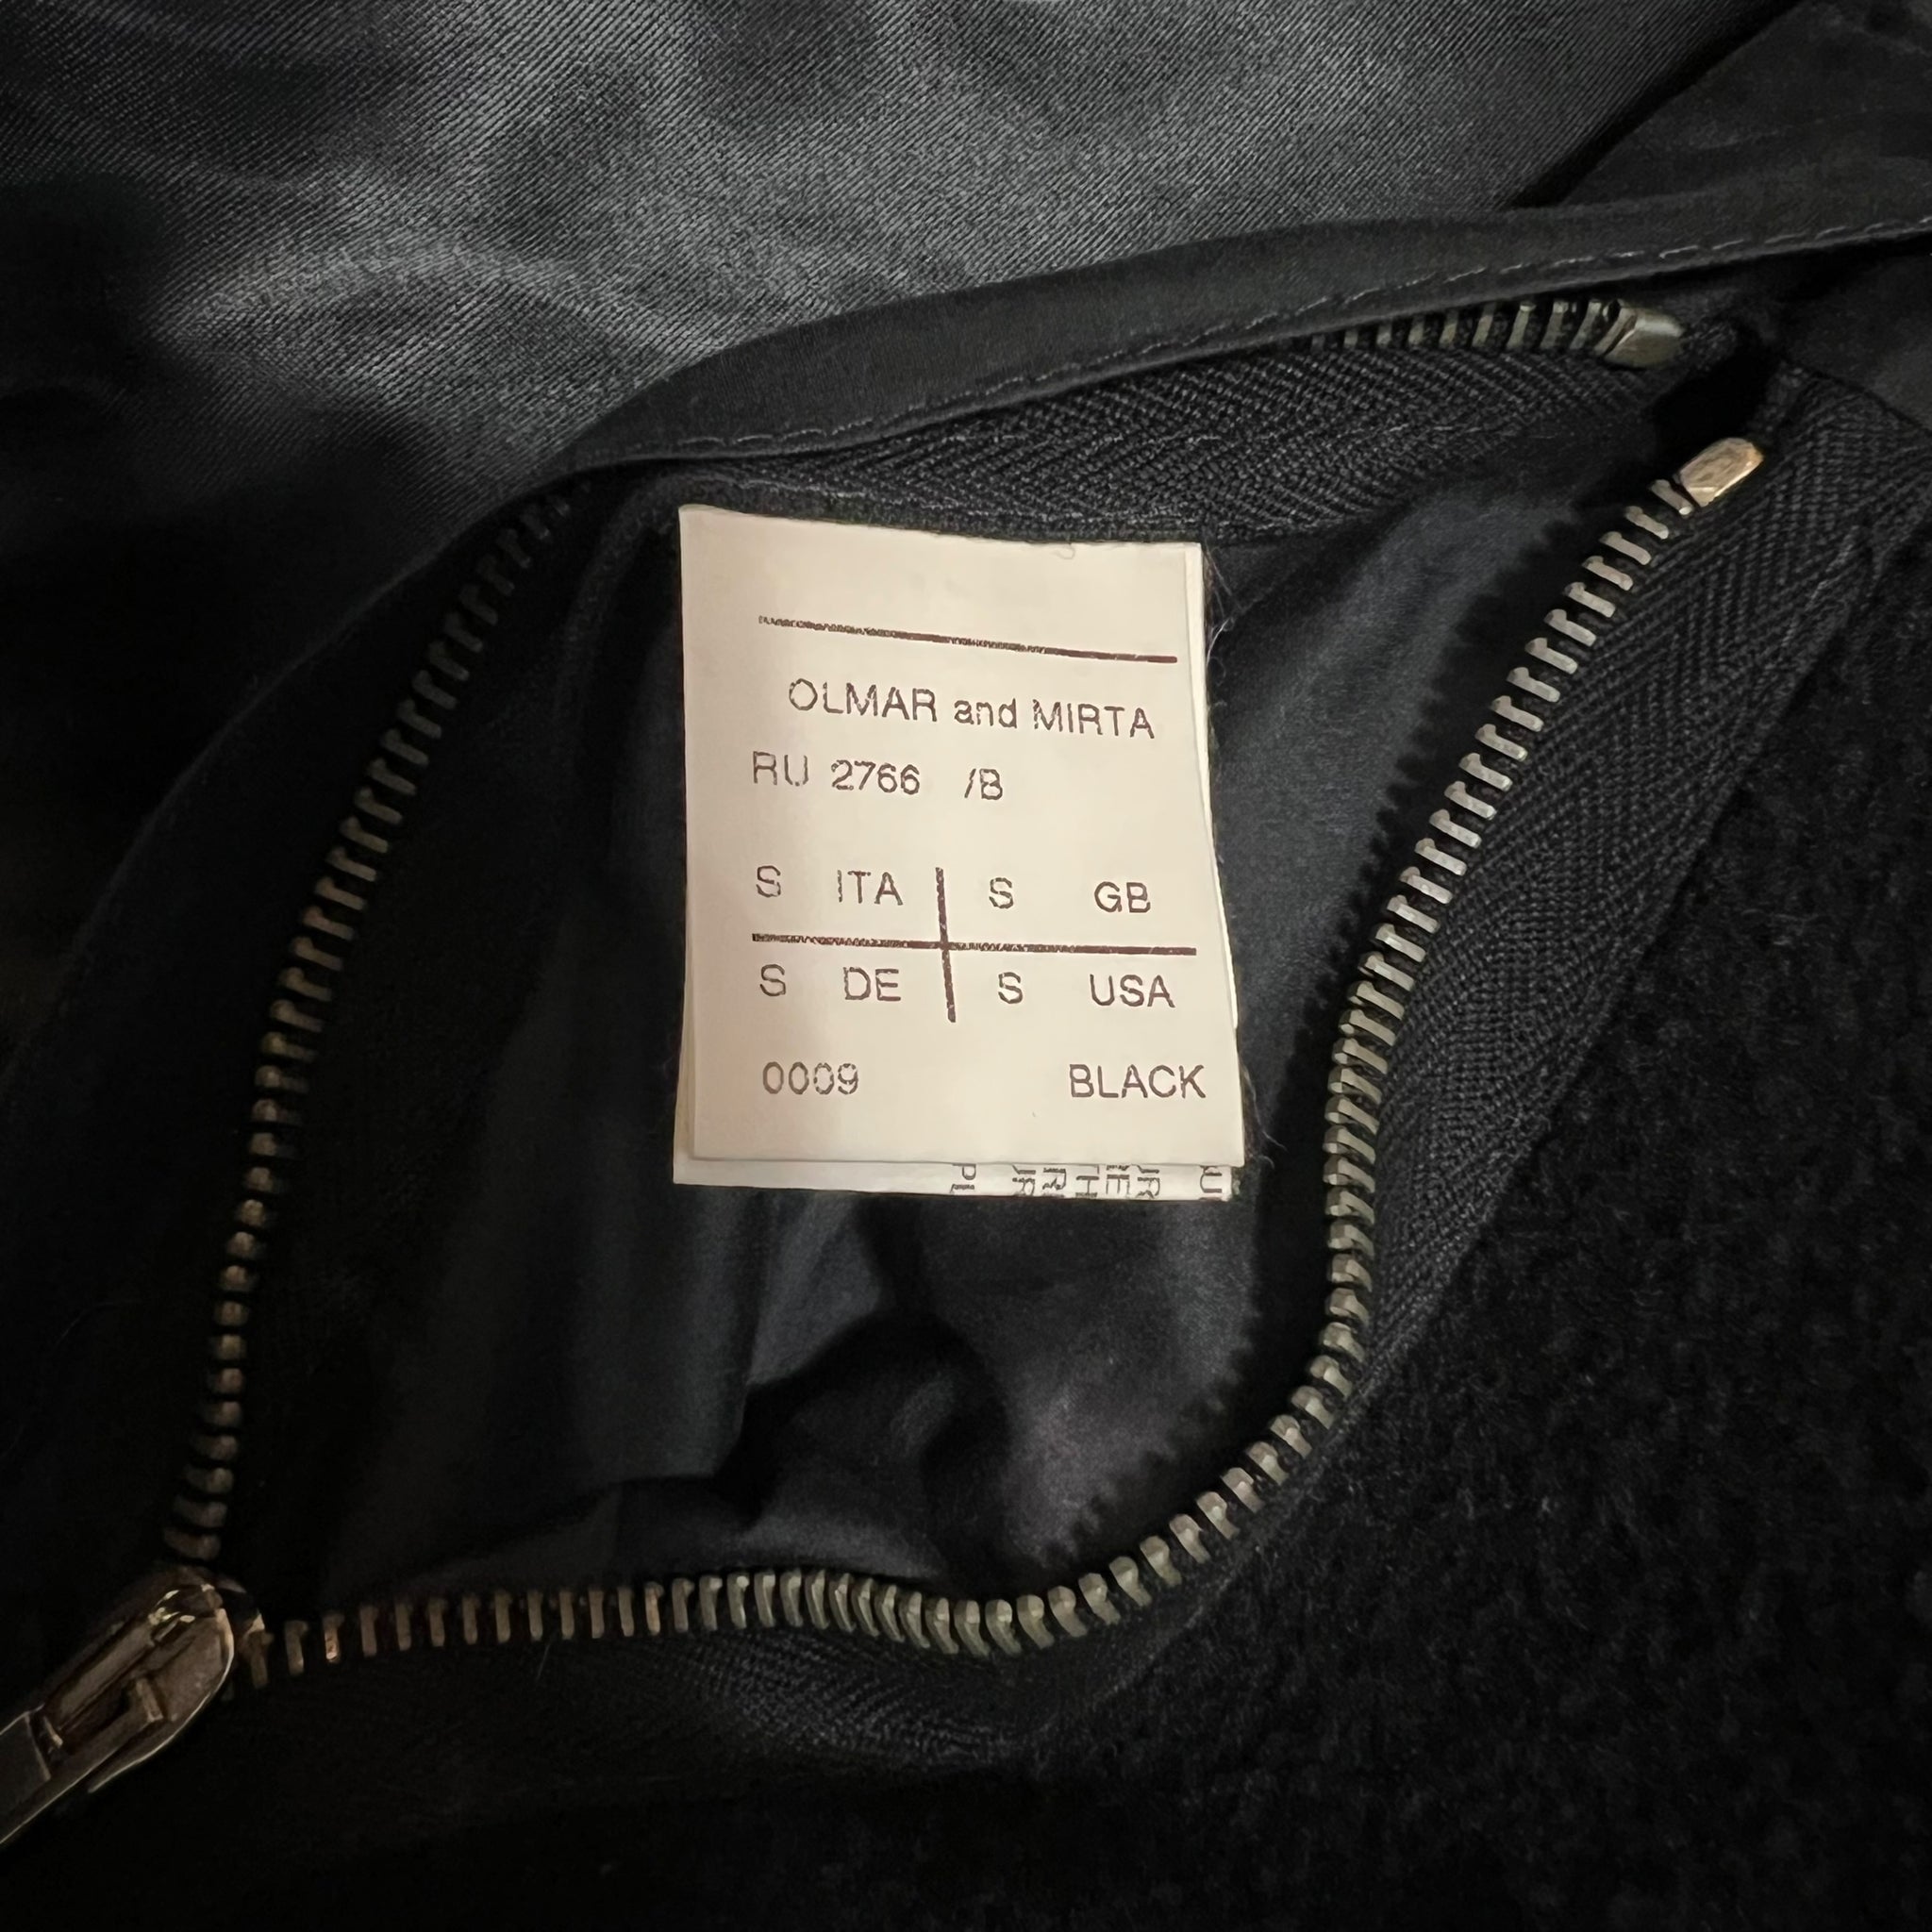 OLMAR and MIRTA
RU 2766 /B
S ITA S GB
S DE S USA
0009 BLACK